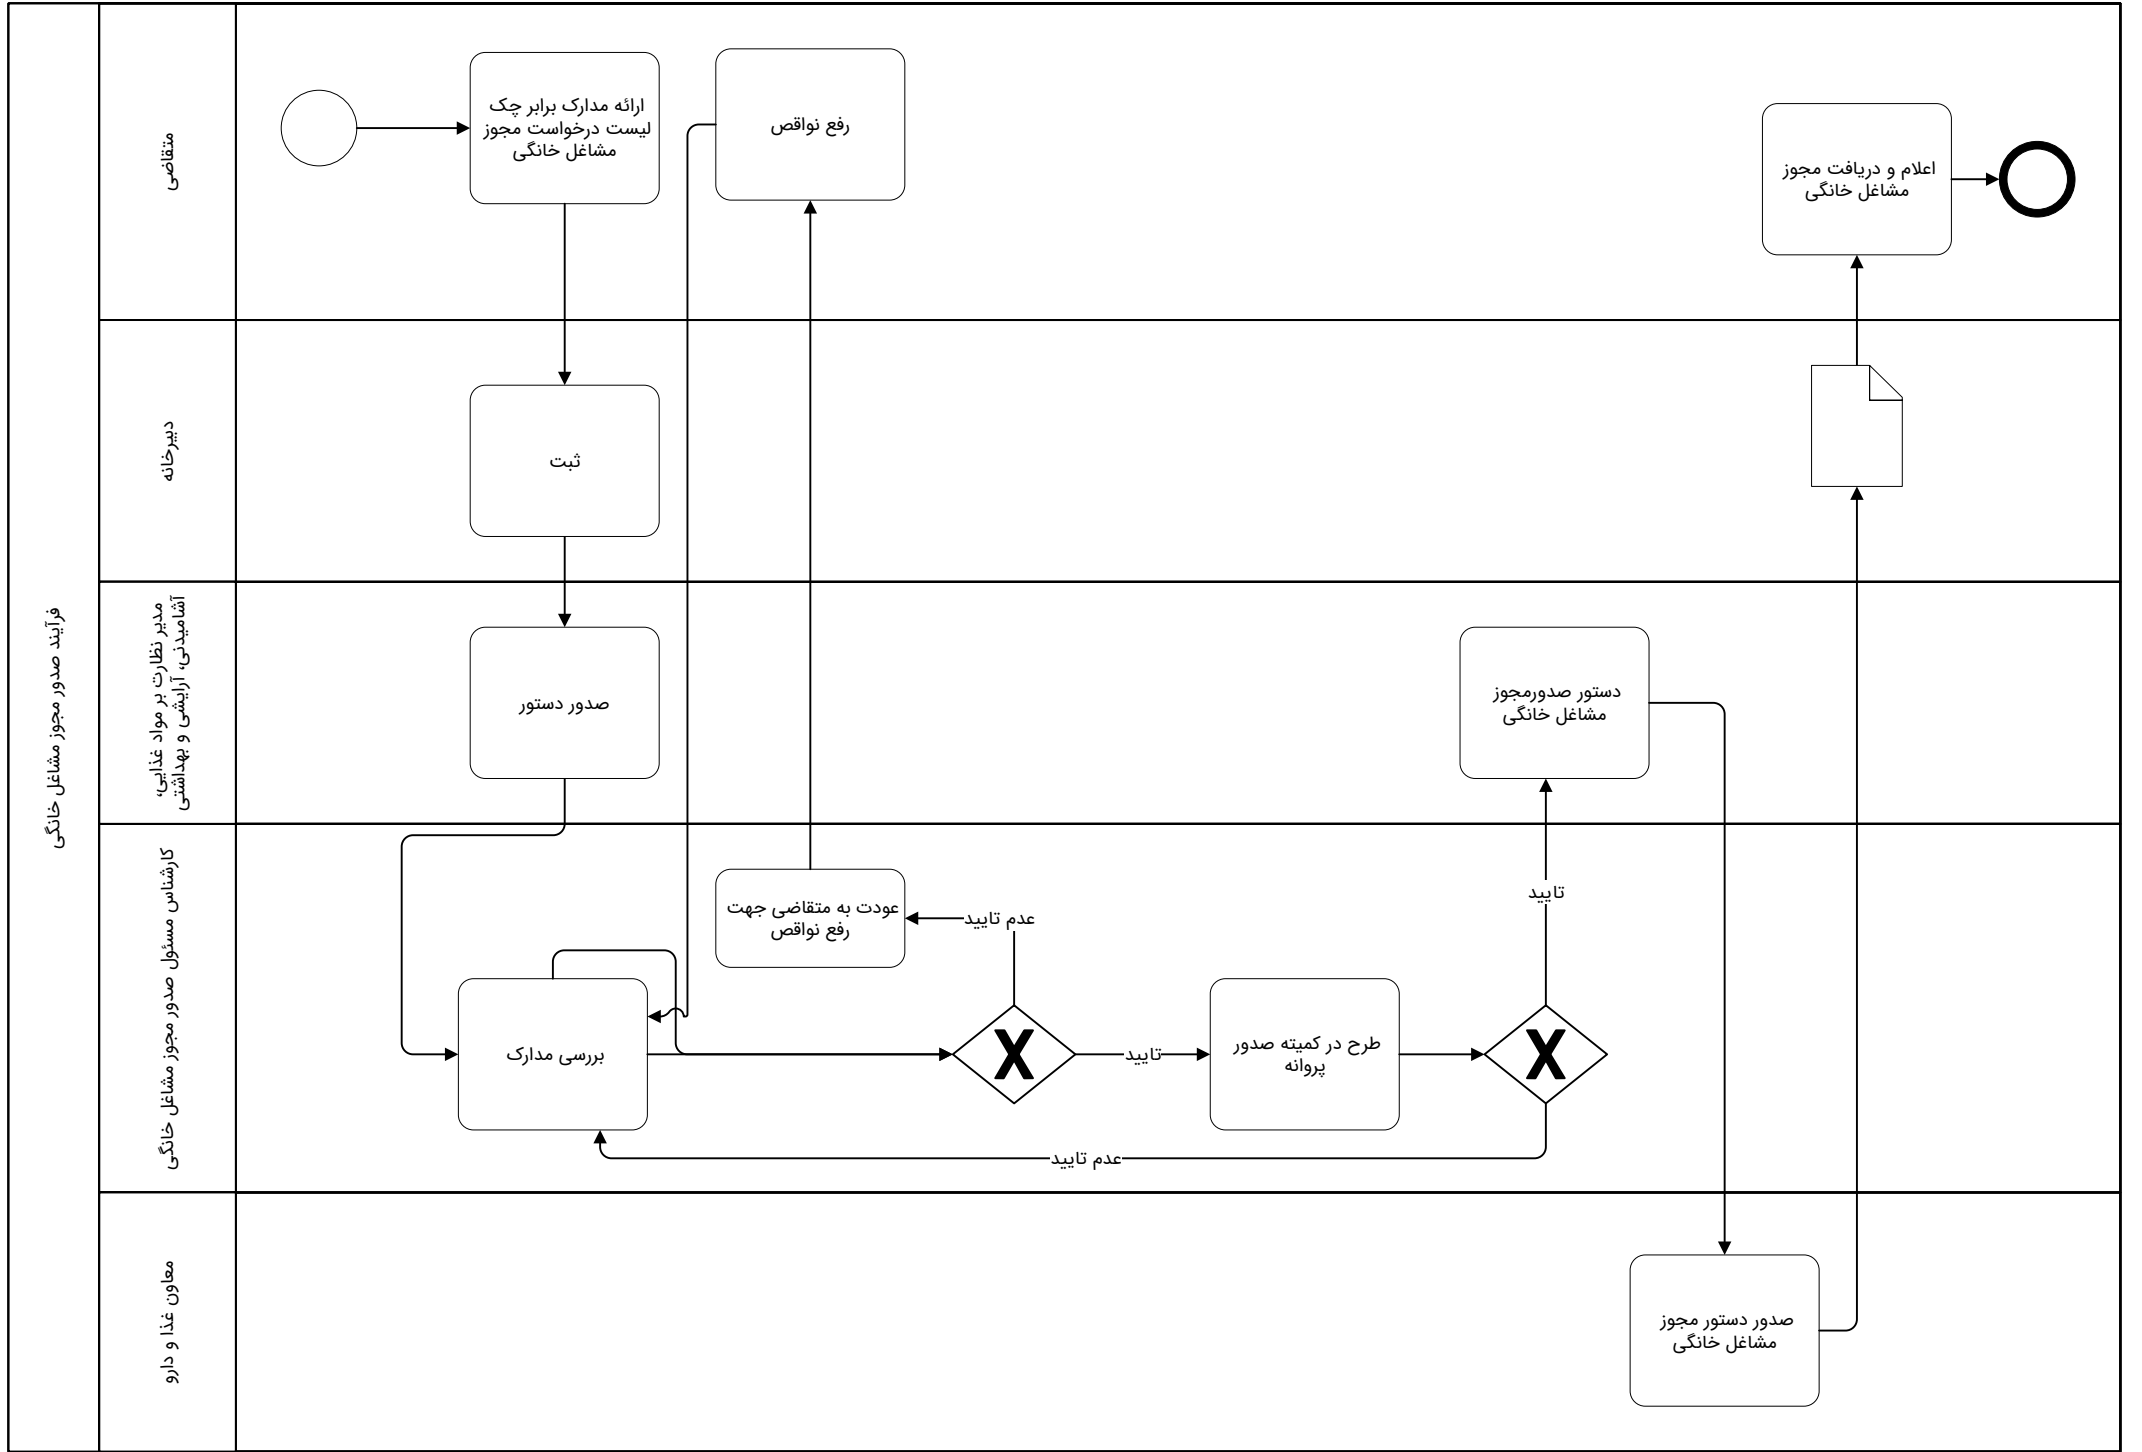 فرآیند صدور مجوز مشاغل خانگی
متقاضی
ارائه مدارک برابر چک
لیست درخواست مجوز
مشاغل خانگی
رفع نواقص
اعلام و دریافت مجوز
مشاغل خانگی
دبیرخانه
ثبت
مدیر نظارت بر مواد غذایی،
آشامیدنی، آرایشی و بهداشتی
صدور دستور
دستور صدورمجوز
مشاغل خانگی
کارشناس مسئول صدور مجوز مشاغل خانگی
عودت به متقاضی جهت
رفع نواقص
عدم تایید
تایید
بررسی مدارک
تایید
طرح در کمیته صدور
پروانه
عدم تایید
معاون غذا و دارو
صدور دستور مجوز
مشاغل خانگی